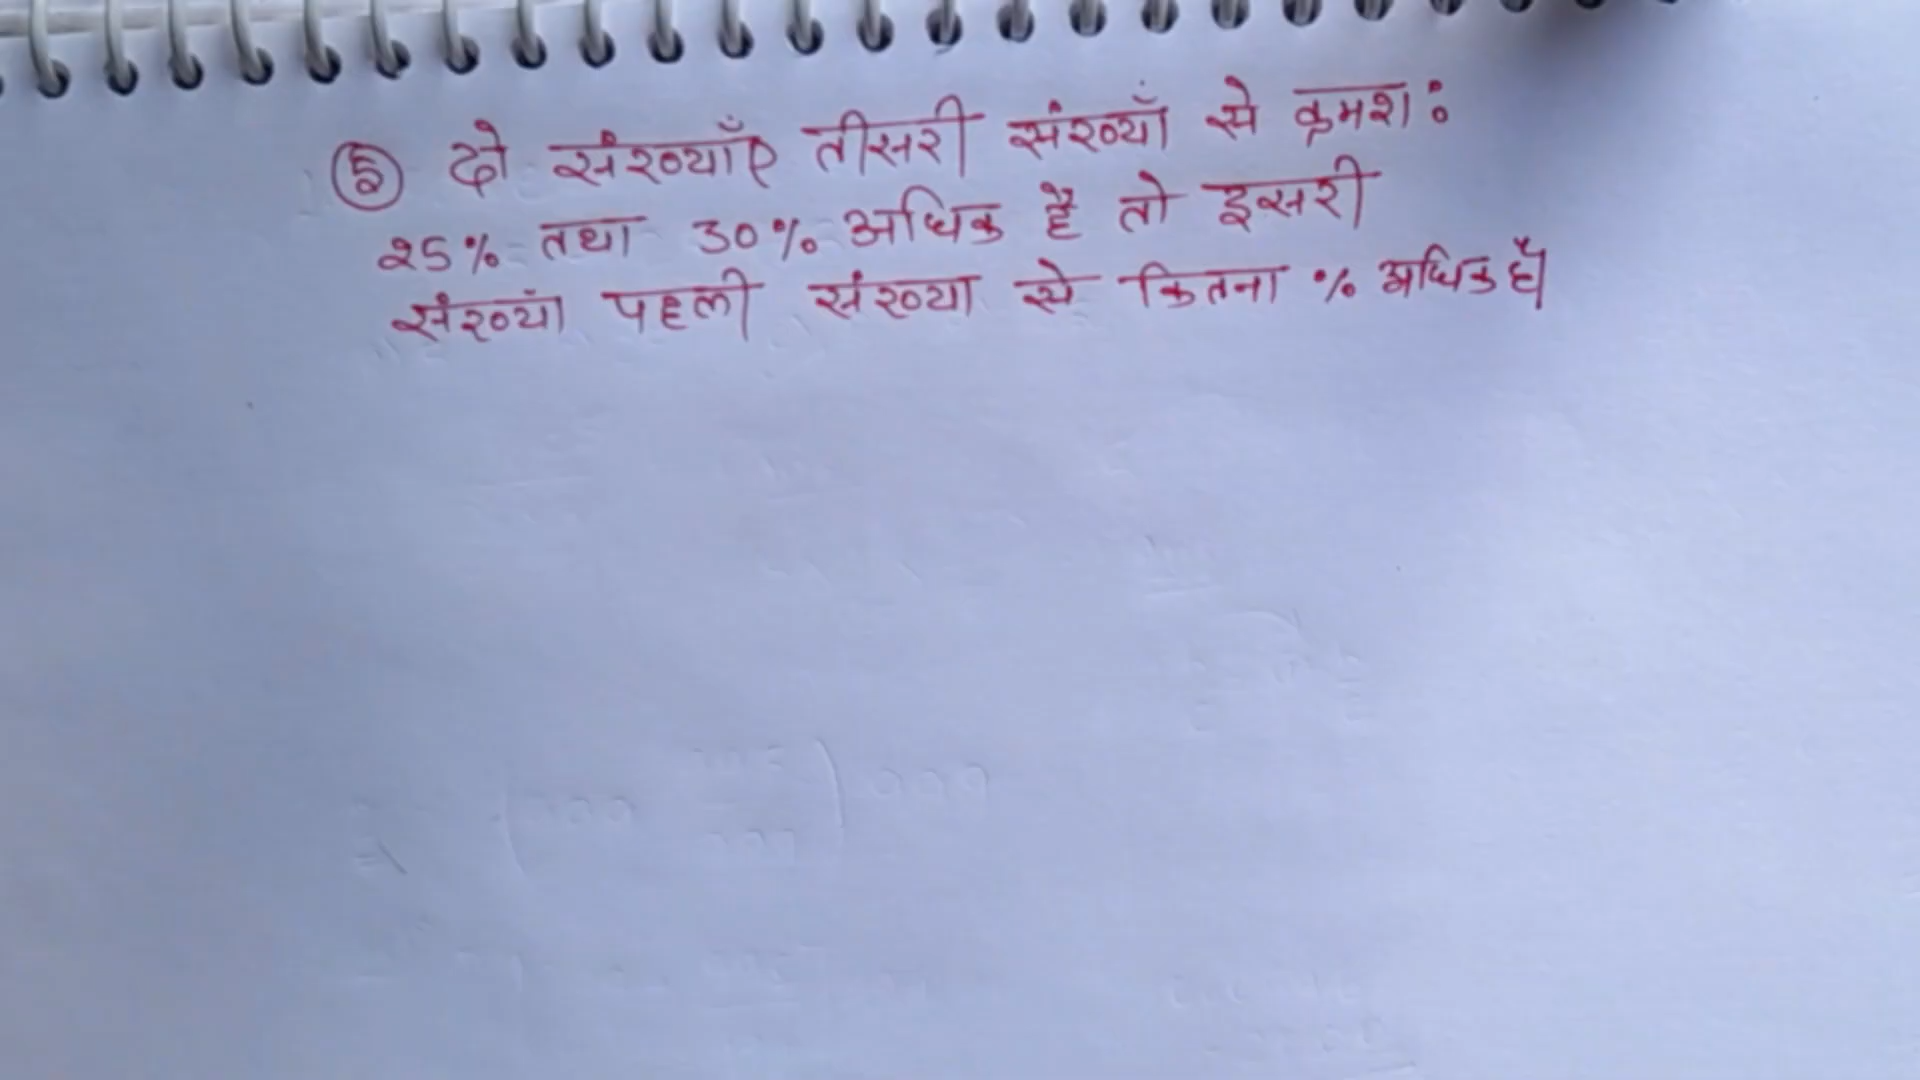 ⑤ दो संख्याँए तीसरी संख्याँ से क्रमश :
25% तथा 30% अधिक है तो दुसरी
संख्यां पहली संख्या से कितना % अधिक है।